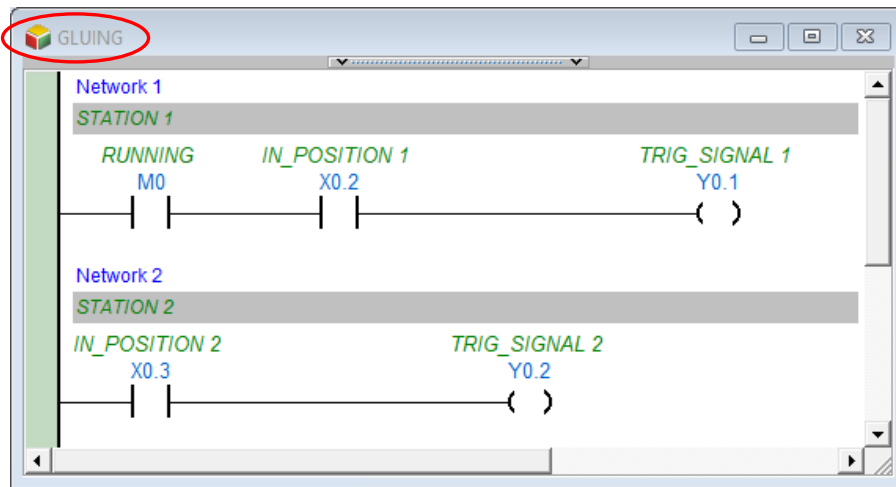 GLUING
Network 1
STATION 1
RUNNING IN_POSITION 1 TRIG_SIGNAL 1
M0 X0.2 Y0.1
Network 2
STATION 2
IN_POSITION 2 TRIG_SIGNAL 2
X0.3 Y0.2